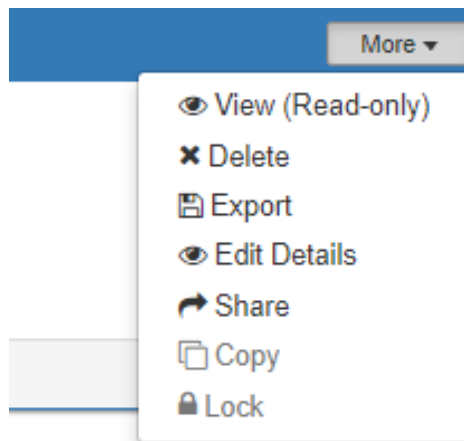 More
View (Read-only)
Delete
Export
Edit Details
Share
Copy
Lock